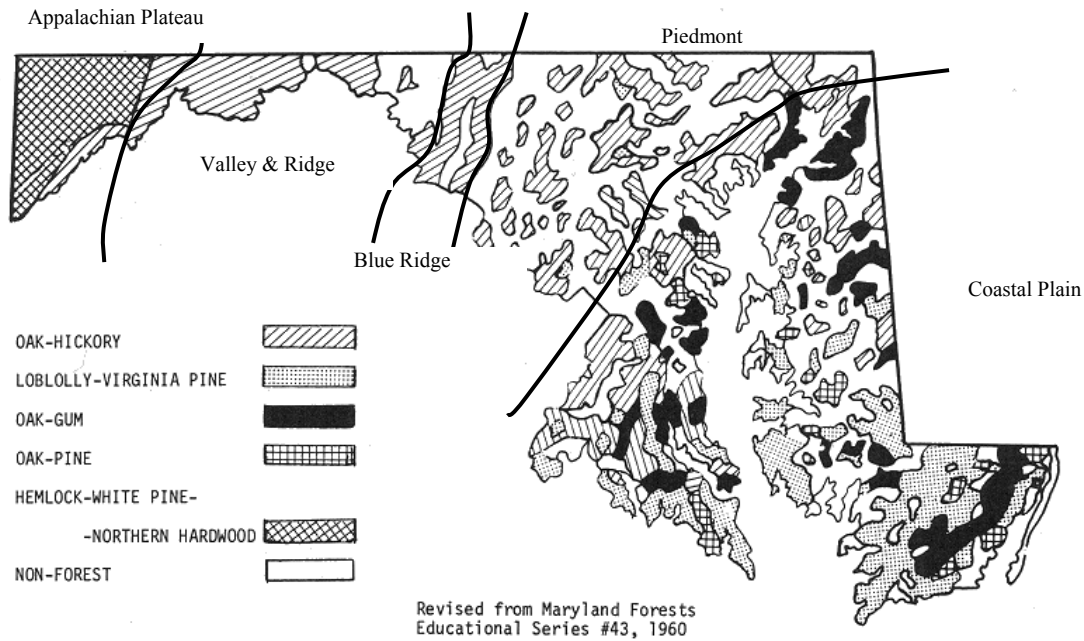 Appalachian Plateau
Piedmont
Valley & Ridge
Blue Ridge
Coastal Plain
OAK-HICKORY
LOBLOLLY-VIRGINIA PINE
OAK-GUM
OAK-PINE
HEMLOCK-WHITE PINE-
-NORTHERN HARDWOOD
NON-FOREST
Revised from Maryland Forests
Educational Series #43, 1960